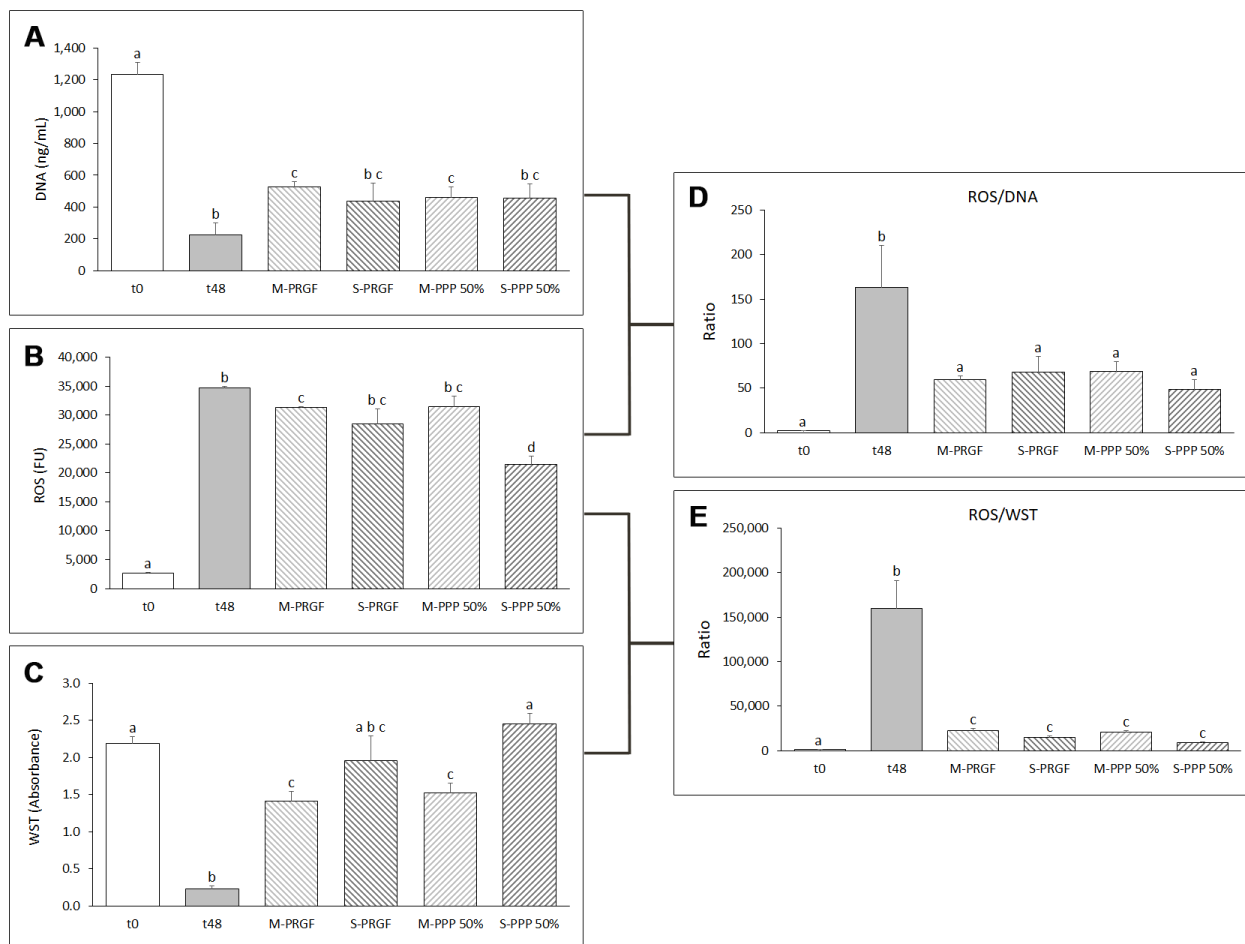 A
1,400
1,200
1,000
800
600
400
200
0
DNA (ng/mL)
a
b
c
b c
c
b c
t0 t48 M-PRGF S-PRGF M-PPP 50% S-PPP 50%
B
40,000
35,000
30,000
25,000
20,000
15,000
10,000
5,000
0
ROS (FU)
a
b
c
b c
b c
d
t0 t48 M-PRGF S-PRGF M-PPP 50% S-PPP 50%
C
3.0
2.5
2.0
1.5
1.0
0.5
0.0
WST (Absorbance)
a
b
c
a b c
c
a
t0 t48 M-PRGF S-PRGF M-PPP 50% S-PPP 50%
D
ROS/DNA
250
200
150
100
50
0
Ratio
a
b
a
a
a
a
t0 t48 M-PRGF S-PRGF M-PPP 50% S-PPP 50%
E
ROS/WST
250,000
200,000
150,000
100,000
50,000
0
Ratio
a
b
c
c
c
c
t0 t48 M-PRGF S-PRGF M-PPP 50% S-PPP 50%